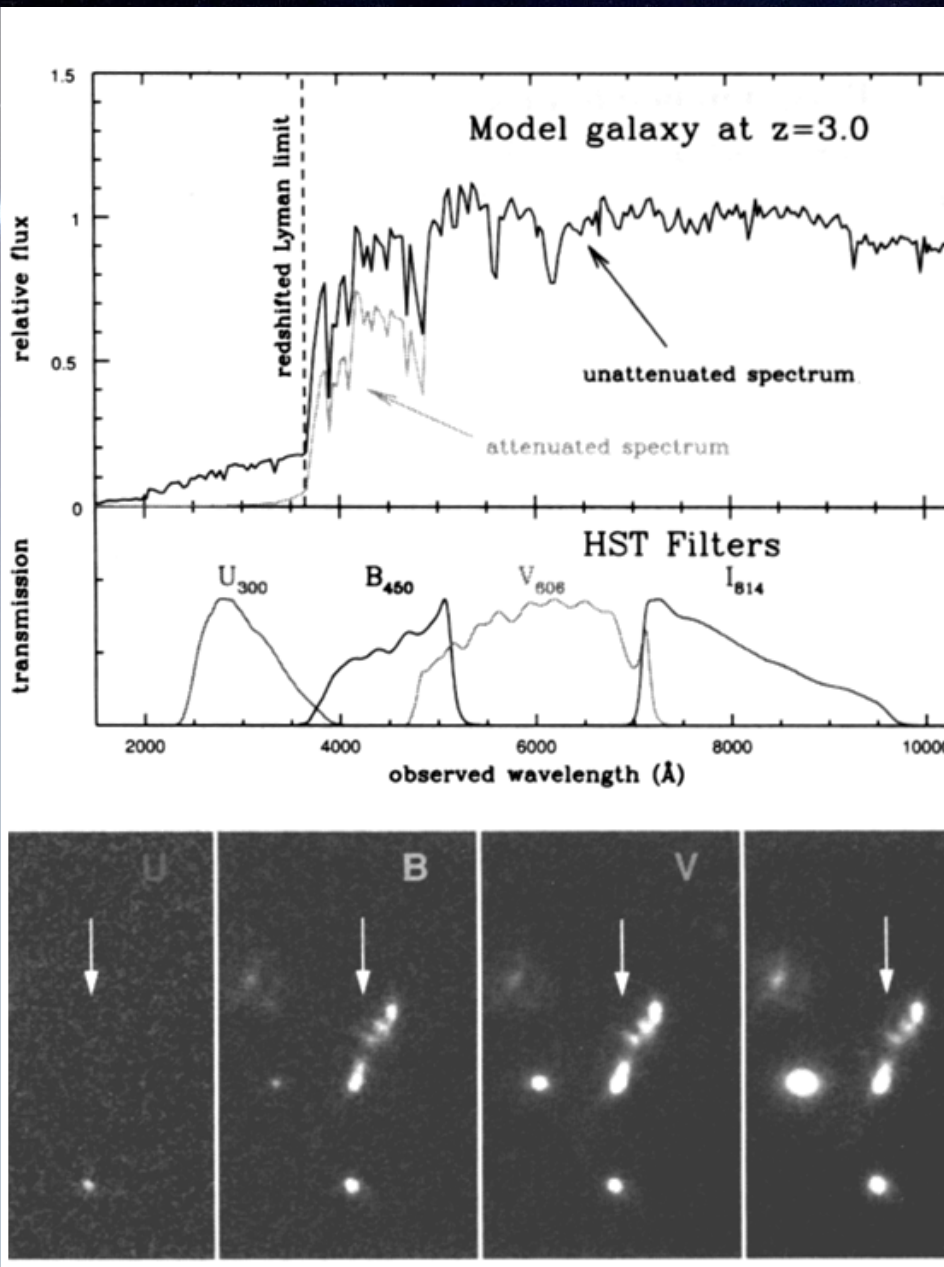 1.5
Model galaxy at z=3.0
redshifted Lyman limit
1
relative flux
0.5
unattenuated spectrum
attenuated spectrum
0
HST Filters
U300
B450
V606
I814
transmission
2000
4000
6000
8000
10000
observed wavelength (Å)
U
B
V